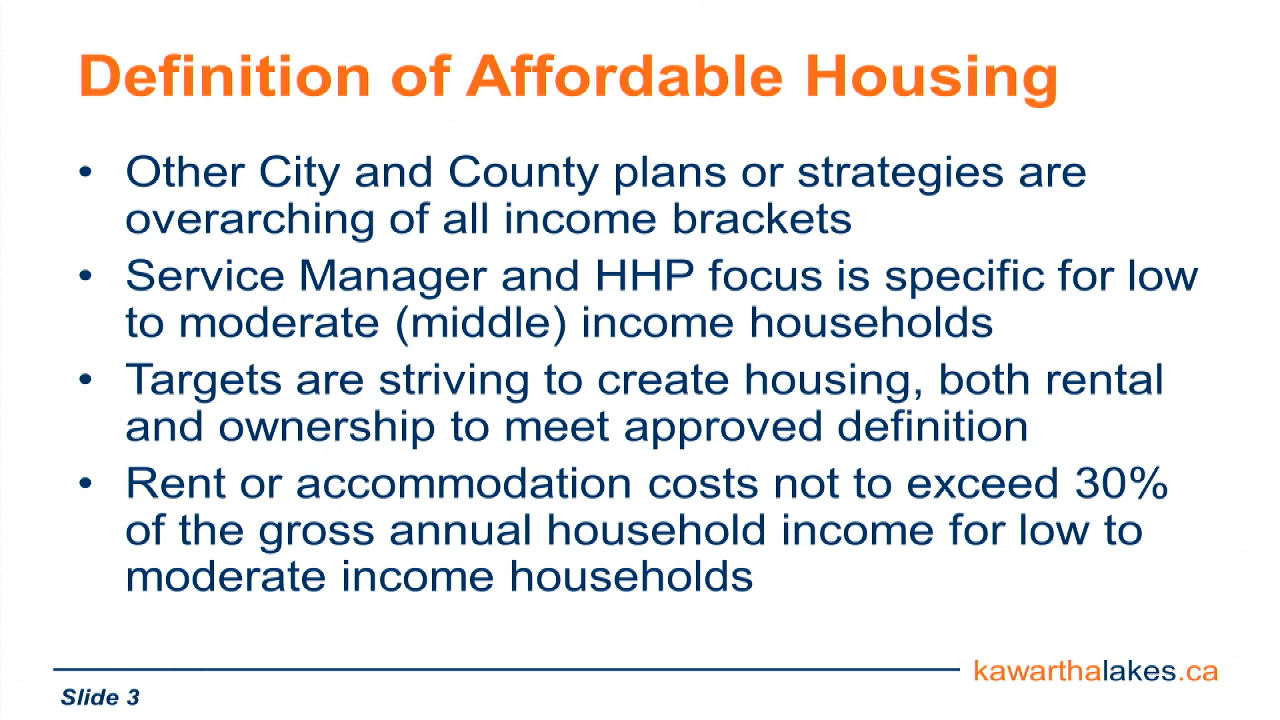 Definition of Affordable Housing
• Other City and County plans or strategies are
overarching of all income brackets
• Service Manager and HHP focus is specific for low
to moderate (middle) income households
• Targets are striving to create housing, both rental
and ownership to meet approved definition
• Rent or accommodation costs not to exceed 30%
of the gross annual household income for low to
moderate income households
kawarthalakes.ca
Slide 3